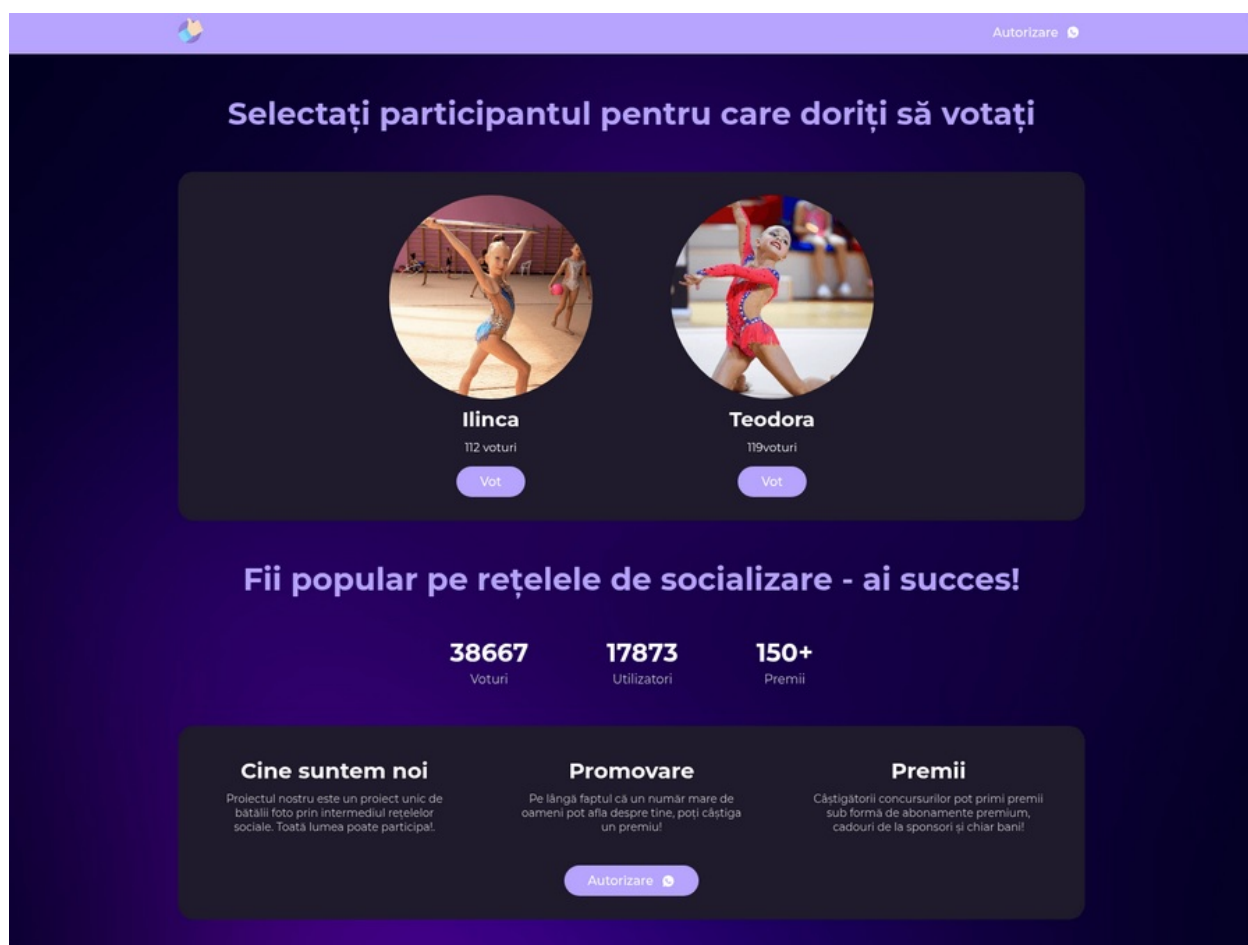 Autorizare
Selectați participantul pentru care doriți să votați
Ilinca
112 voturi
Vot
Teodora
119voturi
Vot
Fii popular pe rețelele de socializare - ai succes!
38667
Voturi
17873
Utilizatori
150+
Premii
Cine suntem noi
Proiectul nostru este un proiect unic de
bătălii foto prin intermediul rețelelor
sociale. Toată lumea poate participa!.
Promovare
Pe lângă faptul că un număr mare de
oameni pot afla despre tine, poți câștiga
un premiu!
Premii
Câștigătorii concursurilor pot primi premii
sub formă de abonamente premium,
cadouri de la sponsori și chiar bani!
Autorizare